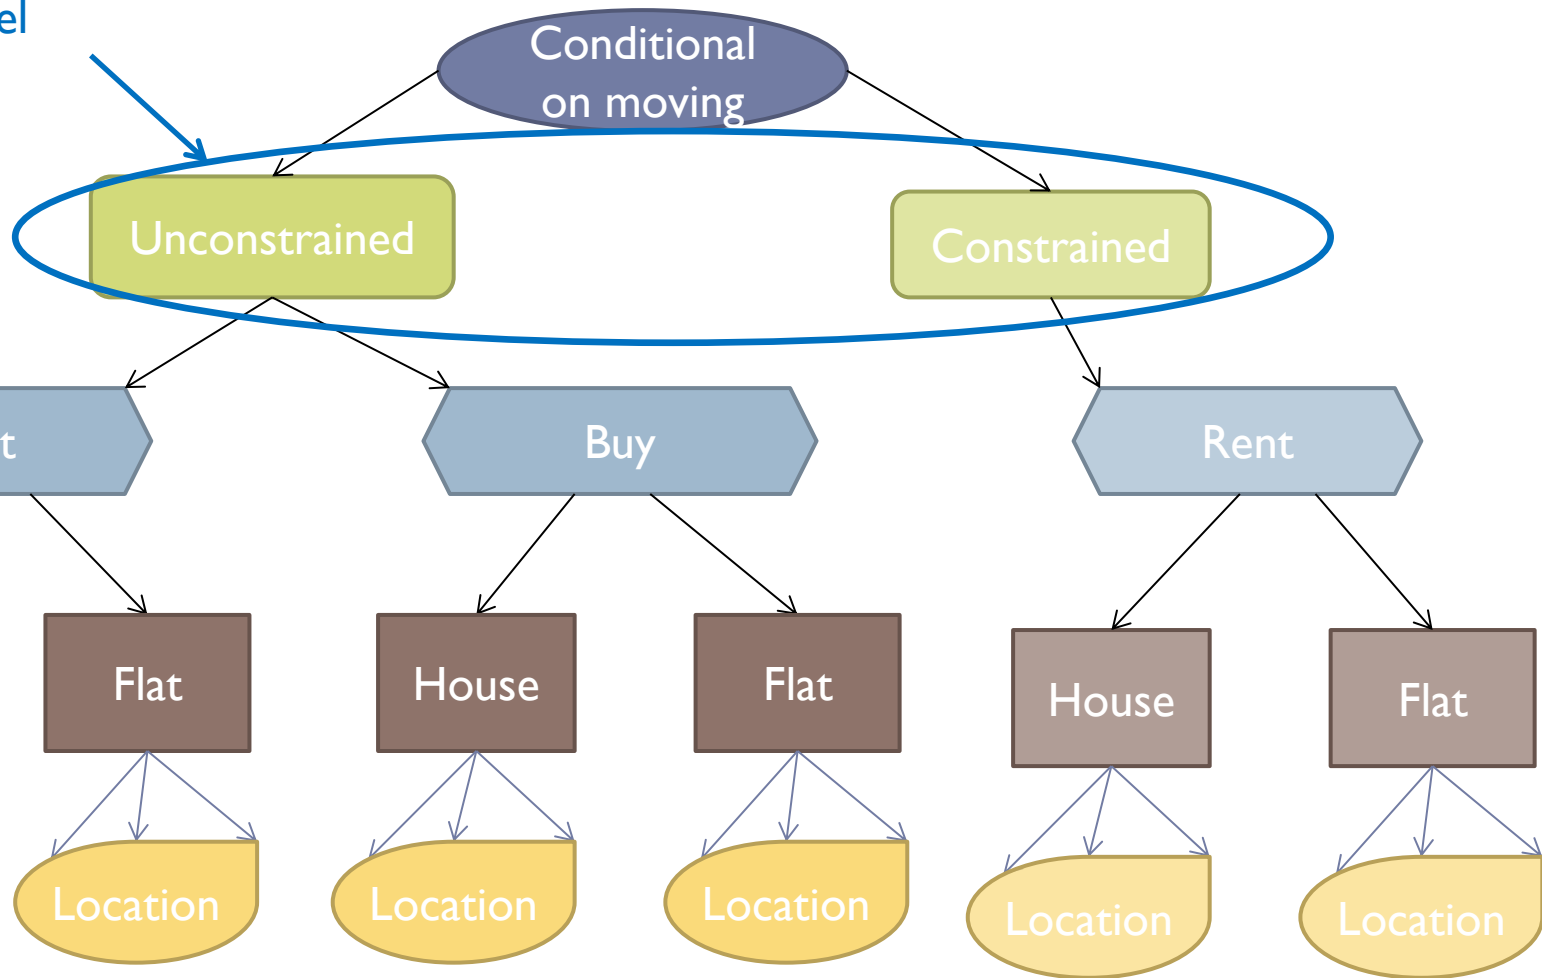 Conditional
on moving
Unconstrained
Constrained
Buy
Rent
Flat
House
Flat
House
Flat
Location
Location
Location
Location
Location